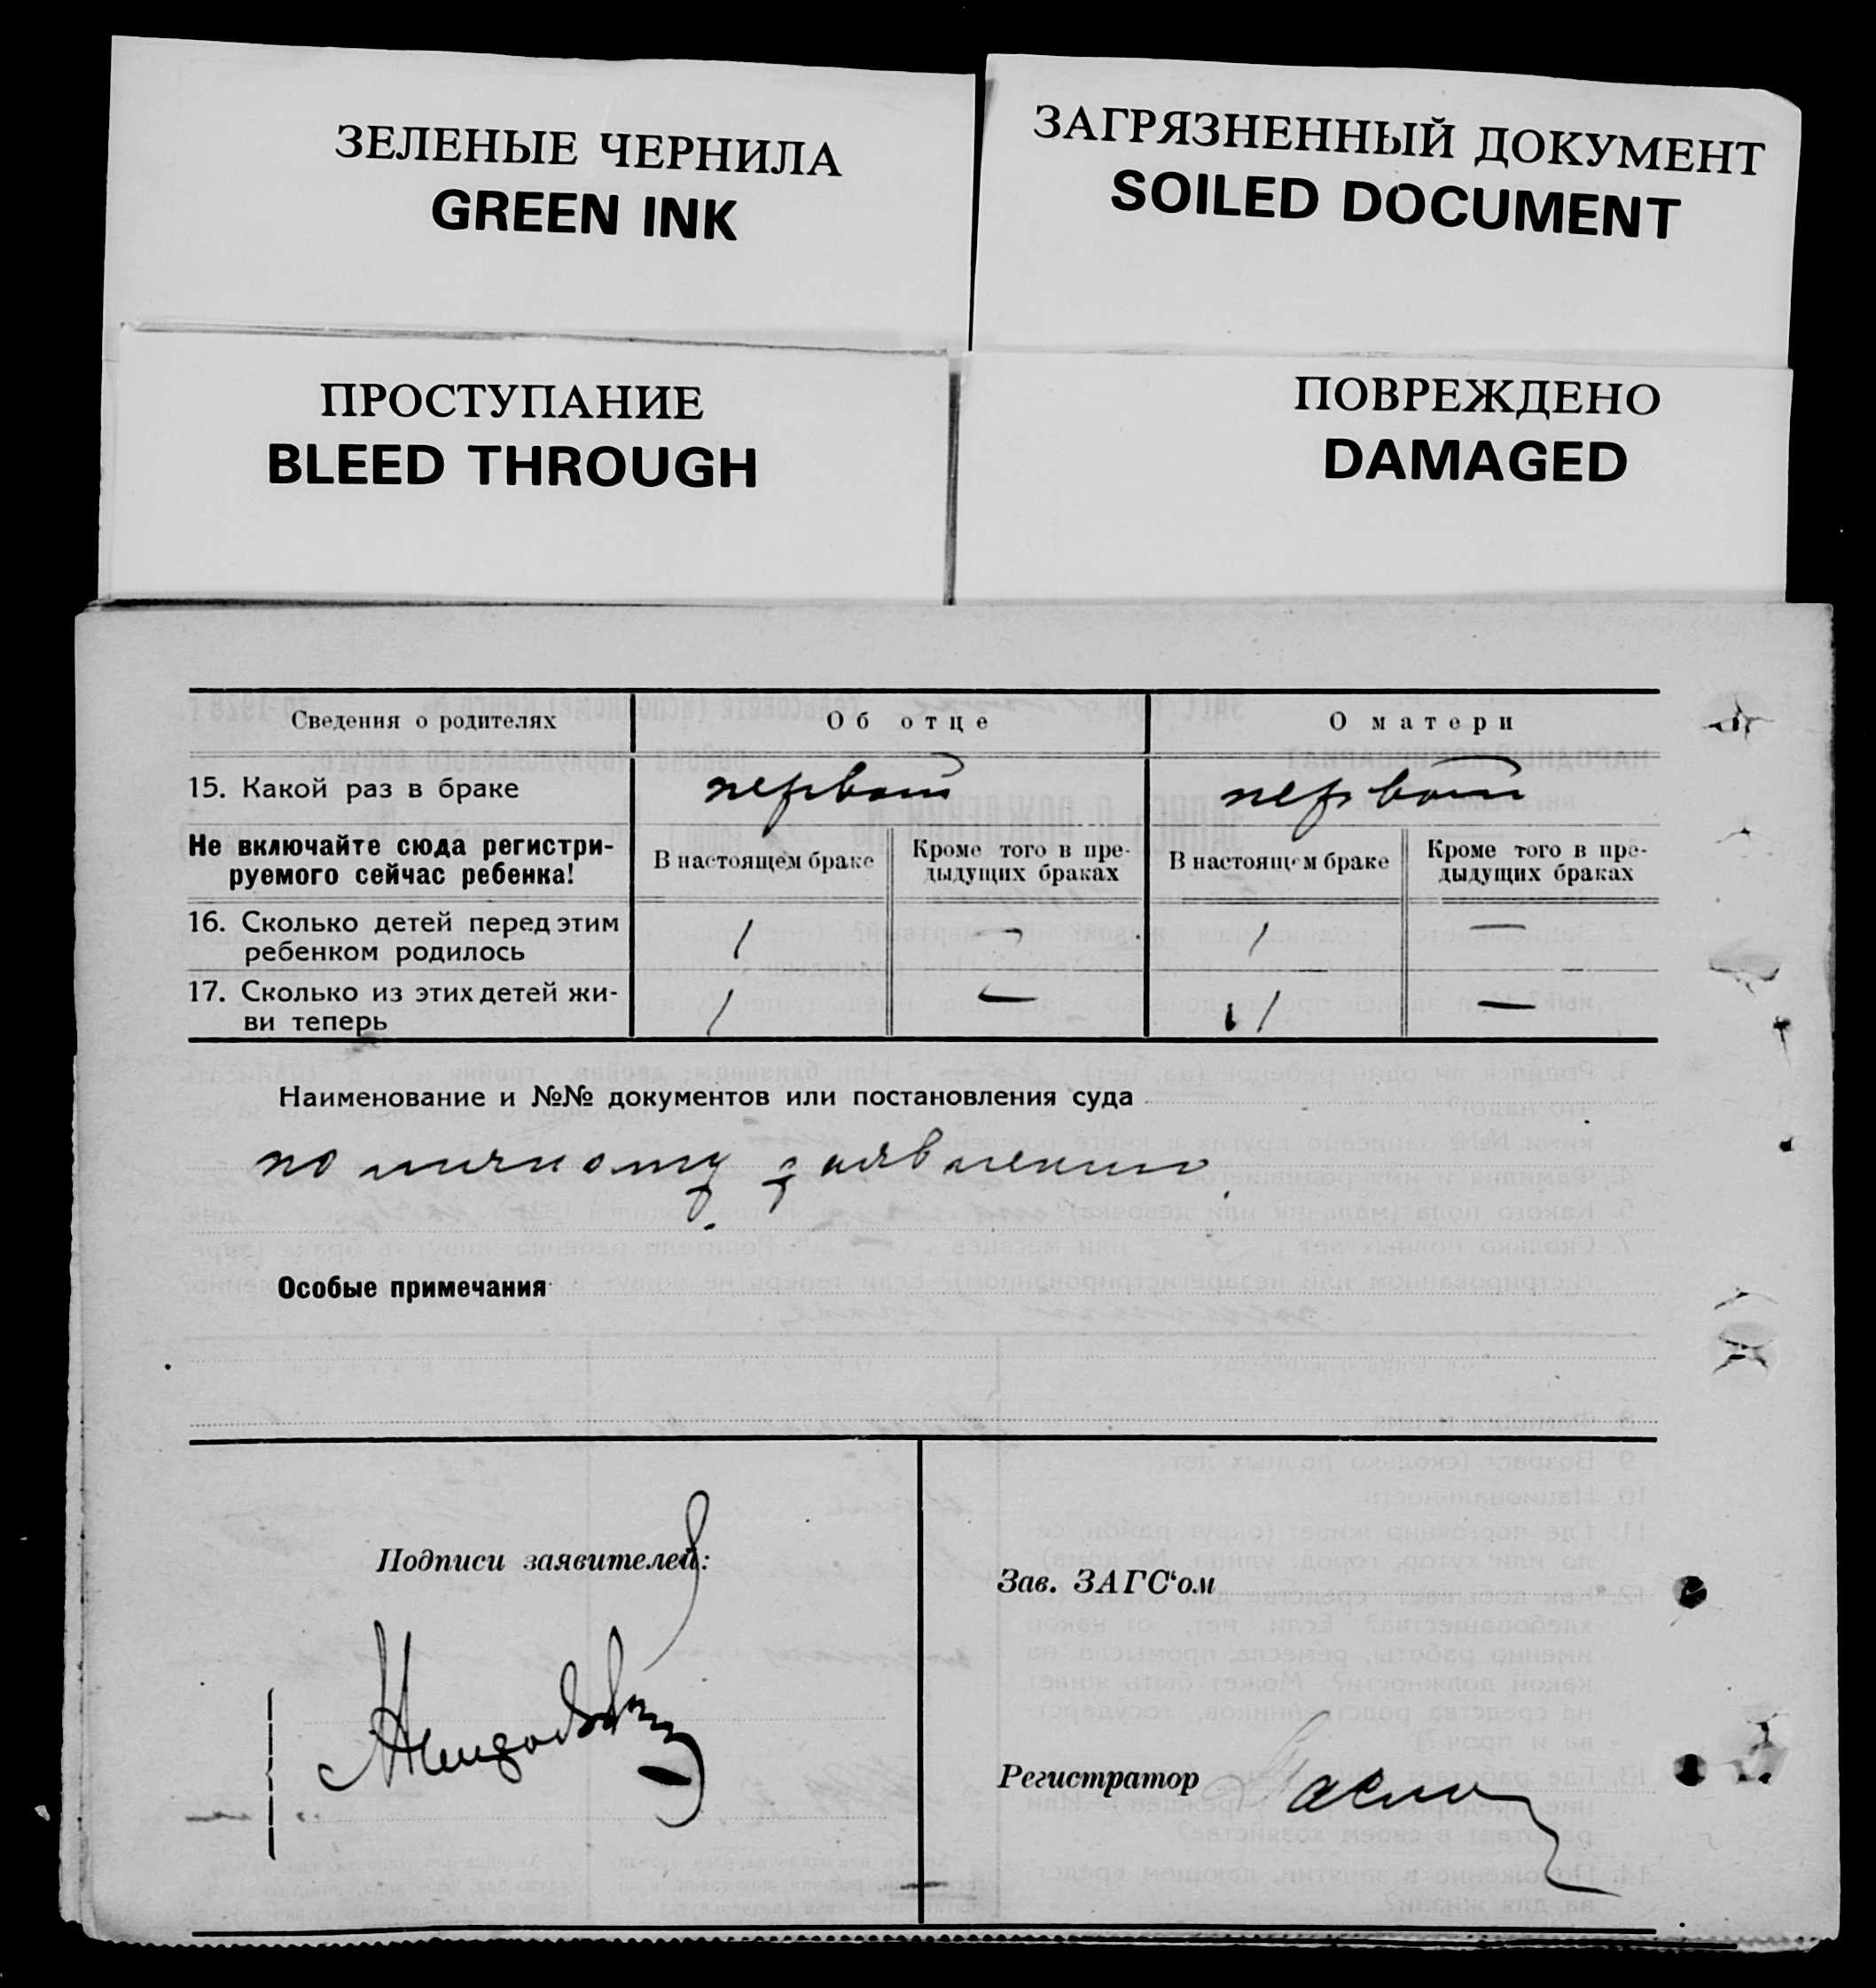 ЗЕЛЕНЫЕ ЧЕРНИЛА
GREEN INK
ЗАГРЯЗНЕННЫЙ ДОКУМЕНТ
SOILED DOCUMENT
ПРОСТУПАНИЕ
BLEED THROUGH
ПОВРЕЖДЕНО
DAMAGED
Сведения о родителях Об отце О матери
15. Какой раз в браке первый первый
Не включайте сюда регистри-
руемого сейчас ребенка!
В настоящем браке
Кроме того в пре-
дыдущих браках
В настоящем браке
Кроме того в пре-
дыдущих браках
16. Сколько детей перед этим
ребенком родилось
1 — 1 —
17. Сколько из этих детей жи-
ви теперь
1 — 1 —
Наименование и №№ документов или постановления суда
по личному заявлению
Особые примечания
Подписи заявителей:
Зав. ЗАГС'ом
Регистратор